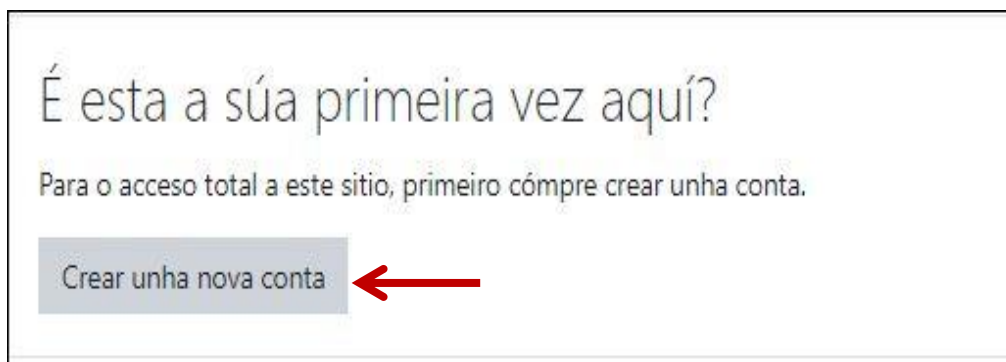 É esta a súa primeira vez aquí?
Para o acceso total a este sitio, primeiro cómpre crear unha conta.
Crear unha nova conta